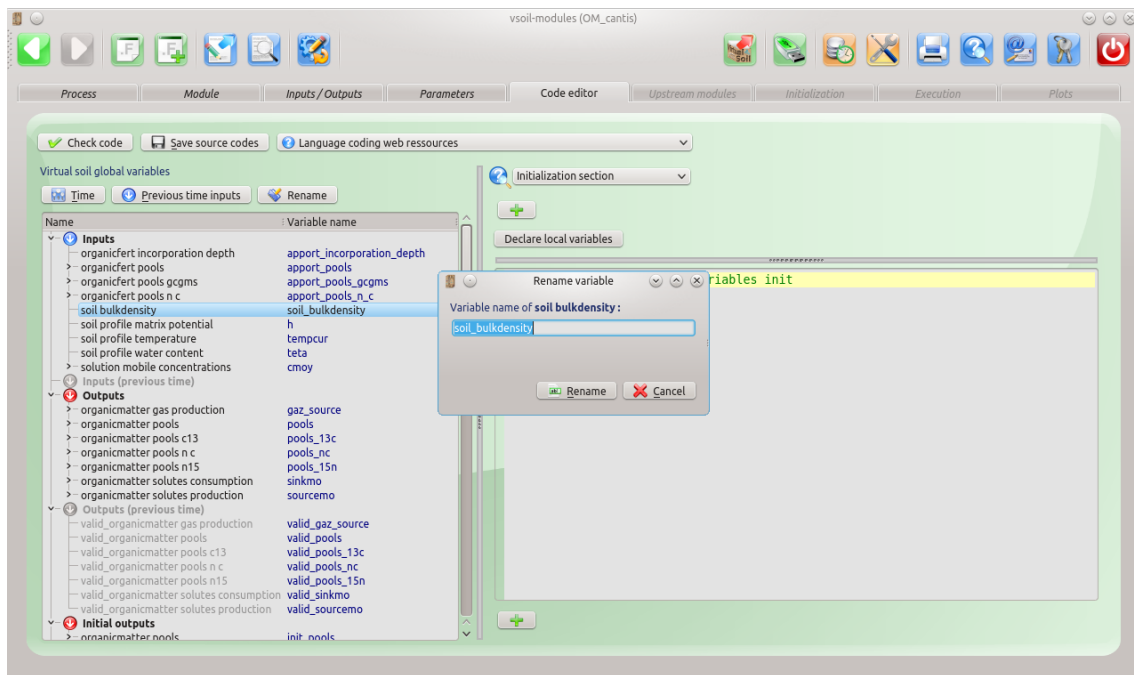 vsoil-modules (OM_cantis)
Process Module Inputs / Outputs Parameters Code editor Upstream modules Initialization Execution Plots
Check code Save source codes Language coding web ressources
Virtual soil global variables
Time Previous time inputs Rename
Name Variable name
Inputs
organicfert incorporation depth apport_incorporation_depth
organicfert pools apport_pools
organicfert pools gcgms apport_pools_gcgms
organicfert pools n c apport_pools_n_c
soil bulkdensity soil_bulkdensity
soil profile matrix potential h
soil profile temperature tempcur
soil profile water content teta
solution mobile concentrations cmoy
Inputs (previous time)
Outputs
organicmatter gas production gaz_source
organicmatter pools pools
organicmatter pools c13 pools_13c
organicmatter pools n c pools_nc
organicmatter pools n15 pools_15n
organicmatter solutes consumption sinkmo
organicmatter solutes production sourcemo
Outputs (previous time)
valid_organicmatter gas production valid_gaz_source
valid_organicmatter pools valid_pools
valid_organicmatter pools c13 valid_pools_13c
valid_organicmatter pools n c valid_pools_nc
valid_organicmatter pools n15 valid_pools_15n
valid_organicmatter solutes consumption valid_sinkmo
valid_organicmatter solutes production valid_sourcemo
Initial outputs
organicmatter pools init_pools
Initialization section
Declare local variables
riables init
Rename variable
Variable name of soil bulkdensity :
soil_bulkdensity
Rename Cancel